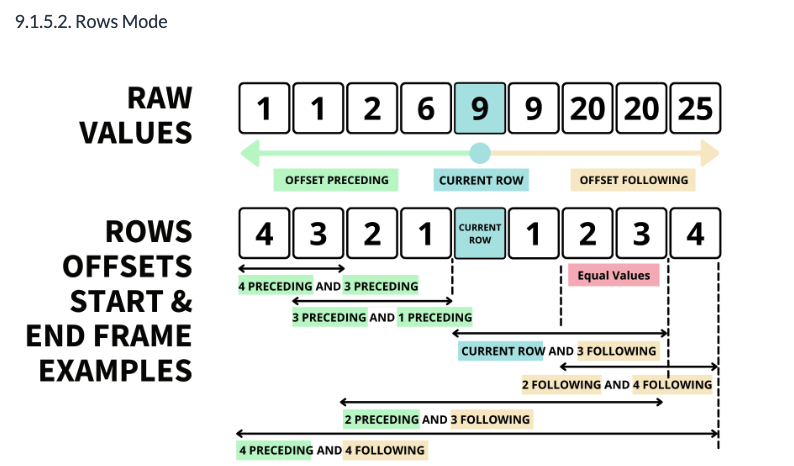 9.1.5.2. Rows Mode
RAW
VALUES
1 1 2 6 9 9 20 20 25
OFFSET PRECEDING CURRENT ROW OFFSET FOLLOWING
ROWS
OFFSETS
START &
END FRAME
EXAMPLES
4 3 2 1 CURRENT ROW 1 2 3 4
Equal Values
4 PRECEDING AND 3 PRECEDING
3 PRECEDING AND 1 PRECEDING
CURRENT ROW AND 3 FOLLOWING
2 FOLLOWING AND 4 FOLLOWING
2 PRECEDING AND 3 FOLLOWING
4 PRECEDING AND 4 FOLLOWING